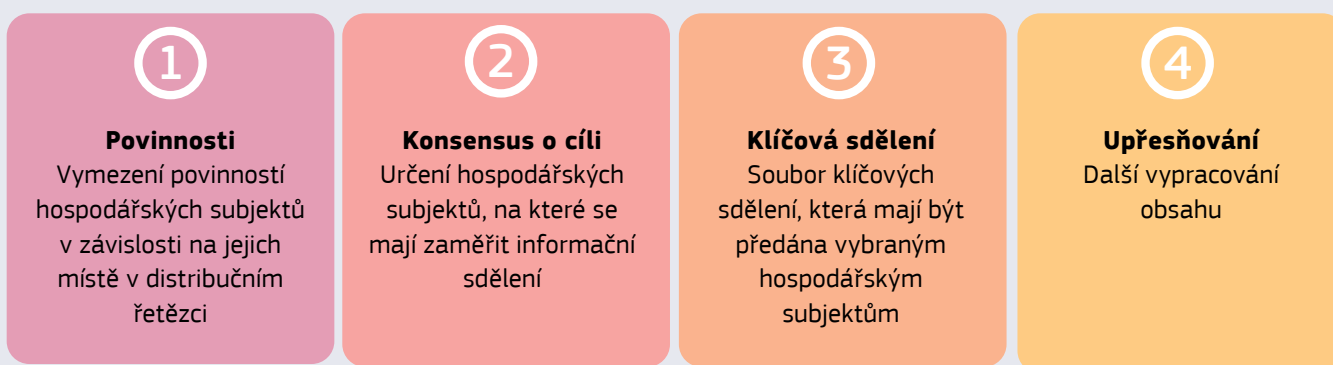 1
Povinnosti
Vymezení povinností
hospodářských subjektů
v závislosti na jejich
místě v distribučním
řetězci
2
Konsensus o cíli
Určení hospodářských
subjektů, na které se
mají zaměřit informační
sdělení
3
Klíčová sdělení
Soubor klíčových
sdělení, která mají být
předána vybraným
hospodářským
subjektům
4
Upřesňování
Další vypracování
obsahu